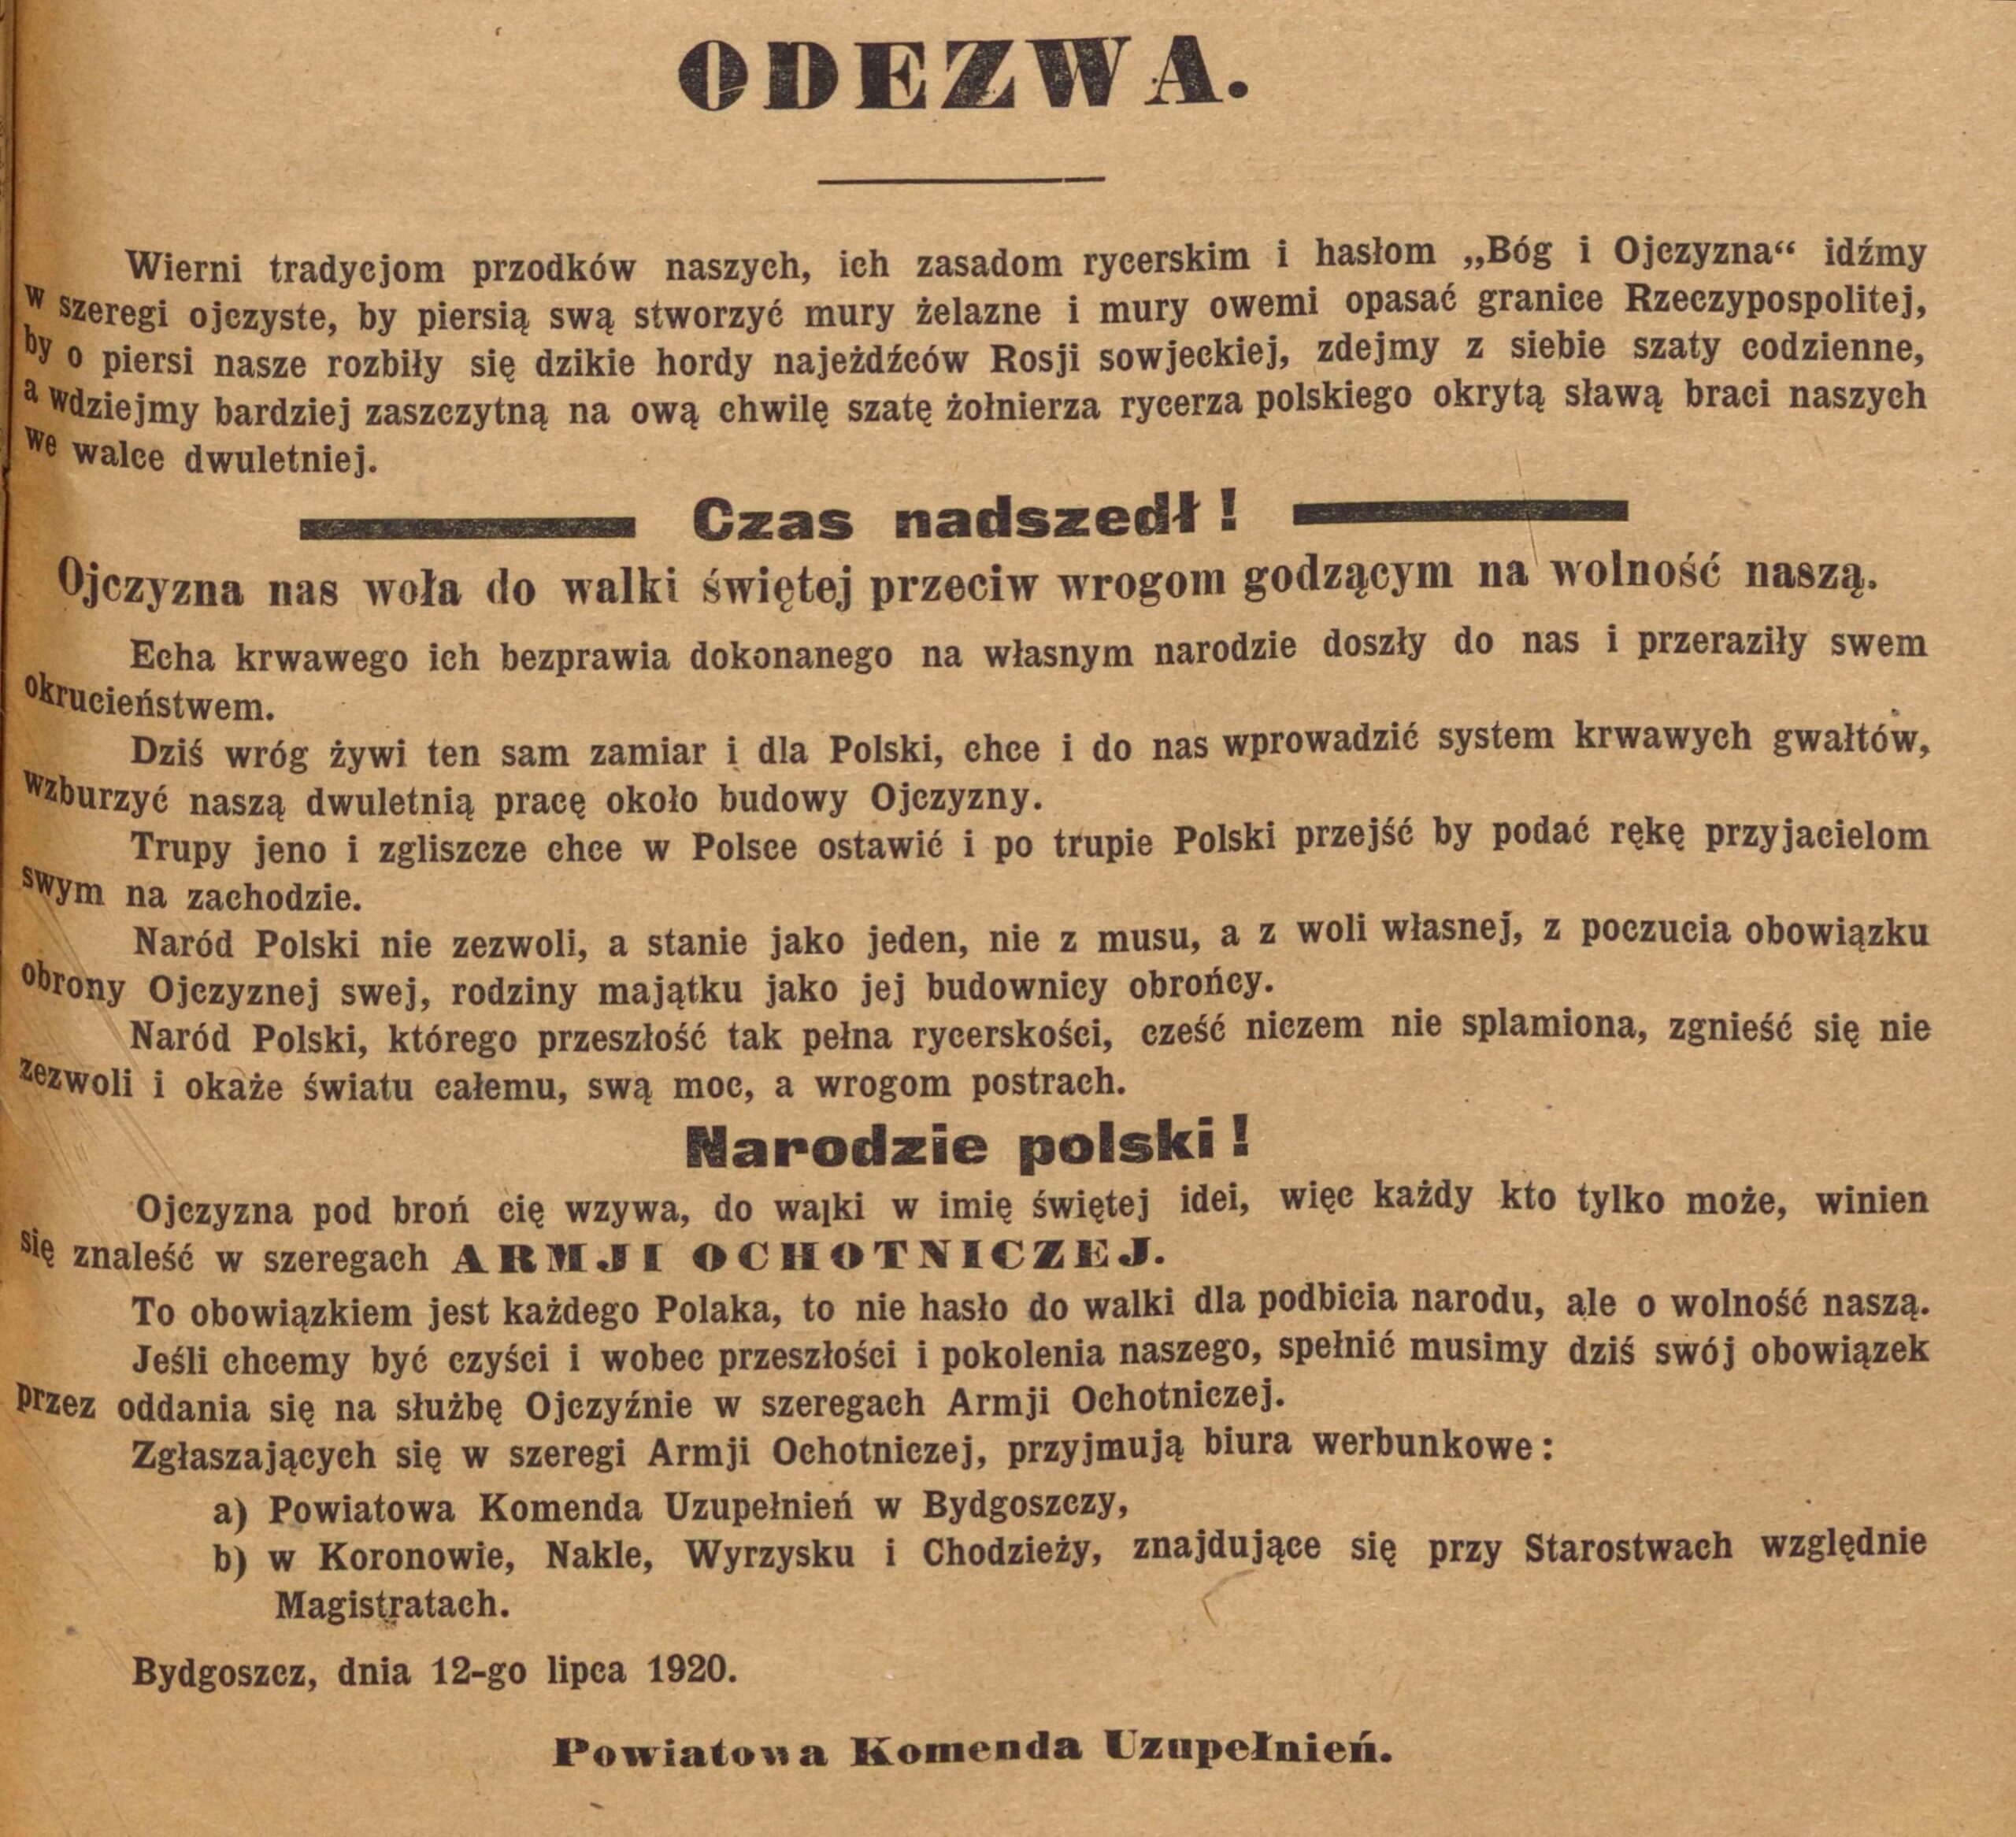 ODEZWA.
Wierni tradycjom przodków naszych, ich zasadom rycerskim i hasłom „Bóg i Ojczyzna“ idźmy
w szeregi ojczyste, by piersią swą stworzyć mury żelazne i mury owemi opasać granice Rzeczypospolitej,
by o piersi nasze rozbiły się dzikie hordy najeżdźców Rosji sowjeckiej, zdejmy z siebie szaty codzienne,
a wdziejmy bardziej zaszczytną na ową chwilę szatę żołnierza rycerza polskiego okrytą sławą braci naszych
we walce dwuletniej.
Czas nadszedł!
Ojczyzna nas woła do walki świętej przeciw wrogom godzącym na wolność naszą.
Echa krwawego ich bezprawia dokonanego na własnym narodzie doszły do nas i przeraziły swem
okrucieństwem.
Dziś wróg żywi ten sam zamiar i dla Polski, chce i do nas wprowadzić system krwawych gwałtów,
wzburzyć naszą dwuletnią pracę około budowy Ojczyzny.
Trupy jeno i zgliszcze chce w Polsce ostawić i po trupie Polski przejść by podać rękę przyjacielom
swym na zachodzie.
Naród Polski nie zezwoli, a stanie jako jeden, nie z musu, a z woli własnej, z poczucia obowiązku
obrony Ojczyznej swej, rodziny majątku jako jej budownicy obrońcy.
Naród Polski, którego przeszłość tak pełna rycerskości, cześć niczem nie splamiona, zgnieść się nie
zezwoli i okaże światu całemu, swą moc, a wrogom postrach.
Narodzie polski!
Ojczyzna pod broń cię wzywa, do walki w imię świętej idei, więc każdy kto tylko może, winien
się znaleść w szeregach ARMJI OCHOTNICZEJ.
To obowiązkiem jest każdego Polaka, to nie hasło do walki dla podbicia narodu, ale o wolność naszą.
Jeśli chcemy być czyści i wobec przeszłości i pokolenia naszego, spełnić musimy dziś swój obowiązek
przez oddania się na służbę Ojczyźnie w szeregach Armji Ochotniczej.
Zgłaszających się w szeregi Armji Ochotniczej, przyjmują biura werbunkowe:
a) Powiatowa Komenda Uzupełnień w Bydgoszczy,
b) w Koronowie, Nakle, Wyrzysku i Chodzieży, znajdujące się przy Starostwach względnie
Magistratach.
Bydgoszcz, dnia 12-go lipca 1920.
Powiatowa Komenda Uzupełnień.